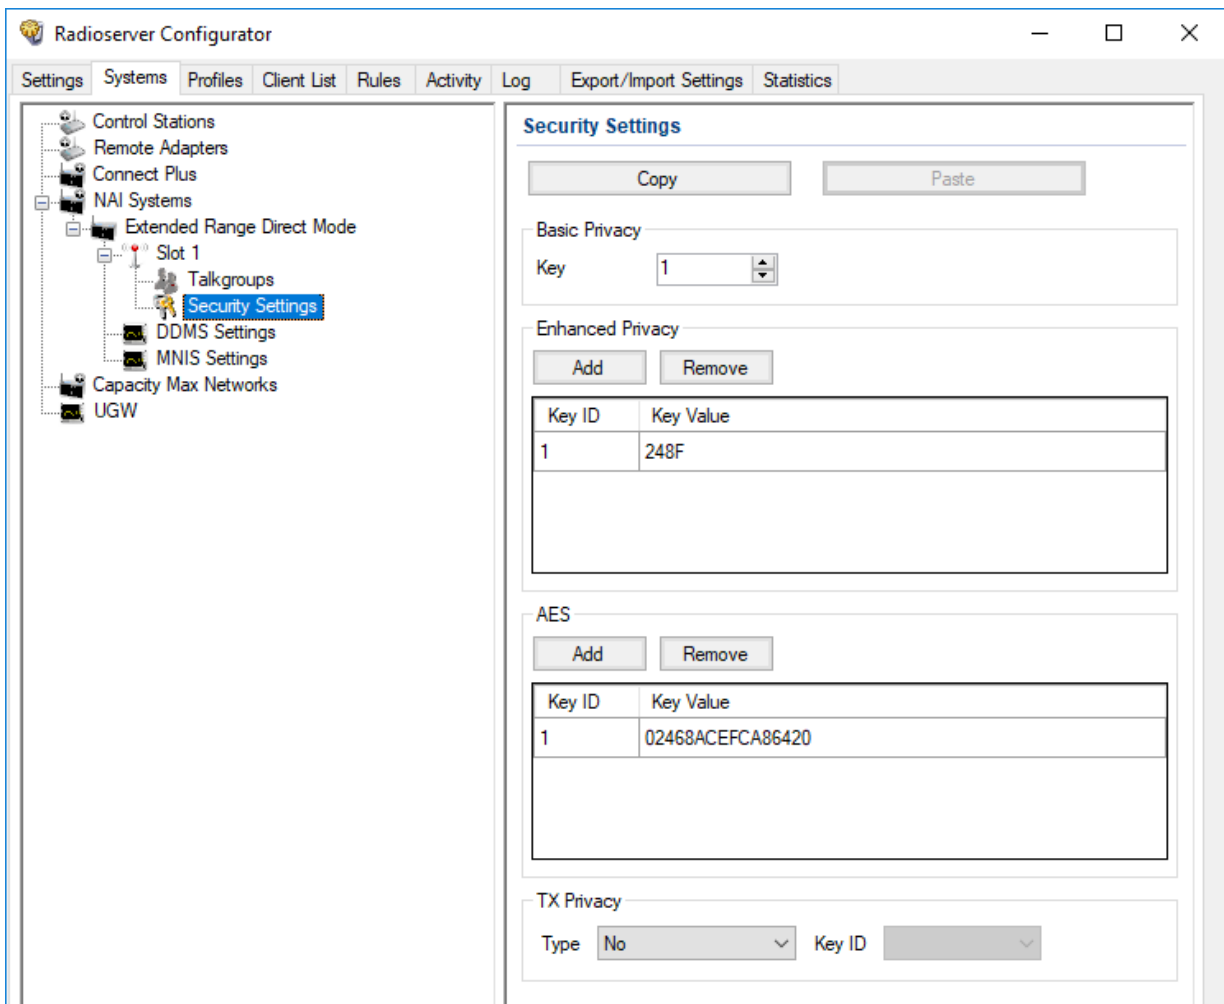 Radioserver Configurator
Settings Systems Profiles Client List Rules Activity Log Export/Import Settings Statistics
Control Stations
Remote Adapters
Connect Plus
NAI Systems
Extended Range Direct Mode
Slot 1
Talkgroups
Security Settings
DDMS Settings
MNIS Settings
Capacity Max Networks
UGW
Security Settings
Copy Paste
Basic Privacy
Key 1
Enhanced Privacy
Add Remove
Key ID Key Value
1 248F
AES
Add Remove
Key ID Key Value
1 02468ACEFCA86420
TX Privacy
Type No Key ID